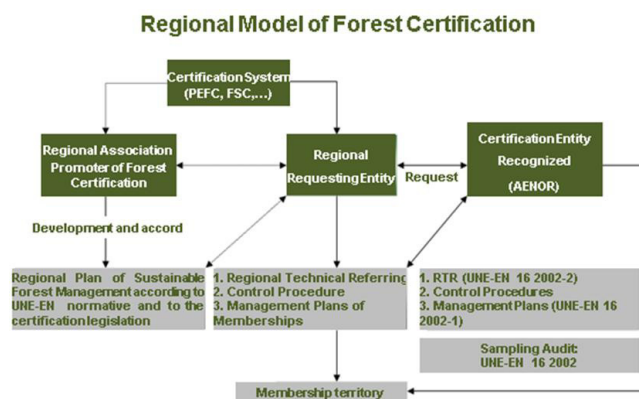 Regional Model of Forest Certification
Certification System
(PEFC, FSC,...)
Regional Association
Promoter of Forest
Certification
Regional
Requesting Entity
Request
Certification Entity
Recognized
(AENOR)
Development and accord
Regional Plan of Sustainable
Forest Management according to
UNE-EN normative and to the
certification legislation
1. Regional Technical Referring
2. Control Procedure
3. Management Plans of
Memberships
1. RTR (UNE-EN 16 2002-2)
2. Control Procedures
3. Management Plans (UNE-EN 16
2002-1)
Sampling Audit:
UNE-EN 16 2002
Membership territory